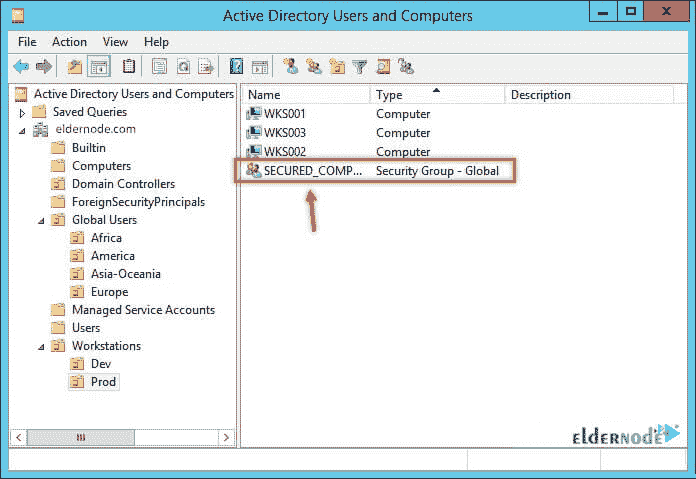 Active Directory Users and Computers
File Action View Help
Active Directory Users and Computers
Saved Queries
eldernode.com
Builtin
Computers
Domain Controllers
ForeignSecurityPrincipals
Global Users
Africa
America
Asia-Oceania
Europe
Managed Service Accounts
Users
Workstations
Dev
Prod
Name Type Description
WKS001 Computer
WKS003 Computer
WKS002 Computer
SECURED_COMP... Security Group - Global
eLDeRNODe